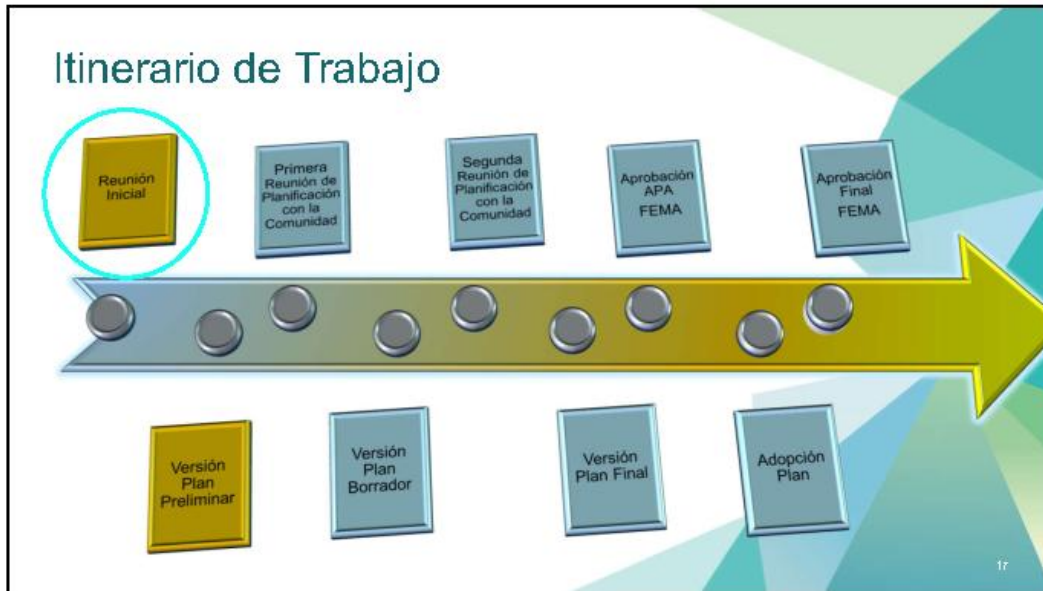 Itinerario de Trabajo
Reunión
Inicial
Primera
Reunión de
Planificación
con la
Comunidad
Segunda
Reunión de
Planificación
con la
Comunidad
Aprobación
APA
FEMA
Aprobación
Final
FEMA
Versión
Plan
Preliminar
Versión
Plan
Borrador
Versión
Plan Final
Adopción
Plan
17